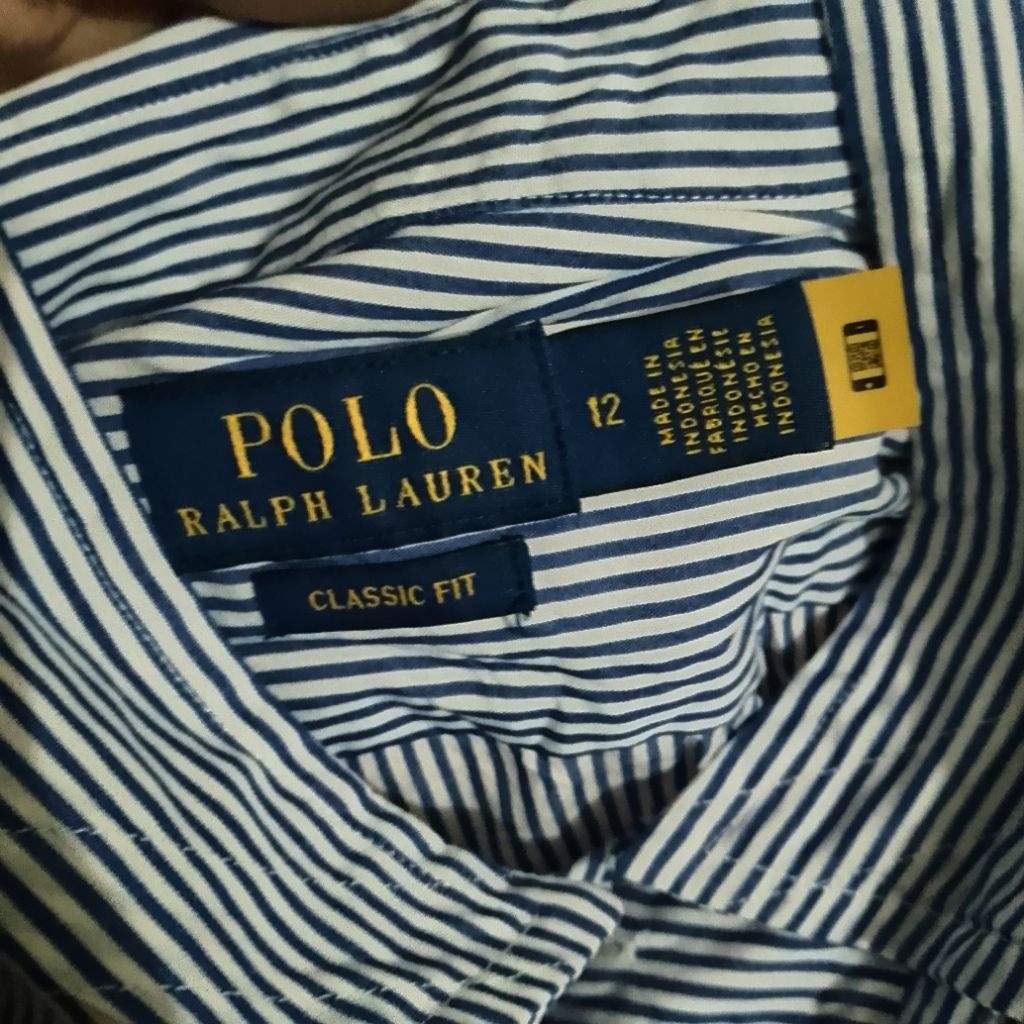 POLO
RALPH LAUREN
CLASSIC FIT
12
MADE IN
INDONESIA
FABRIQUÉ EN
INDONÉSIE
HECHO EN
INDONESIA